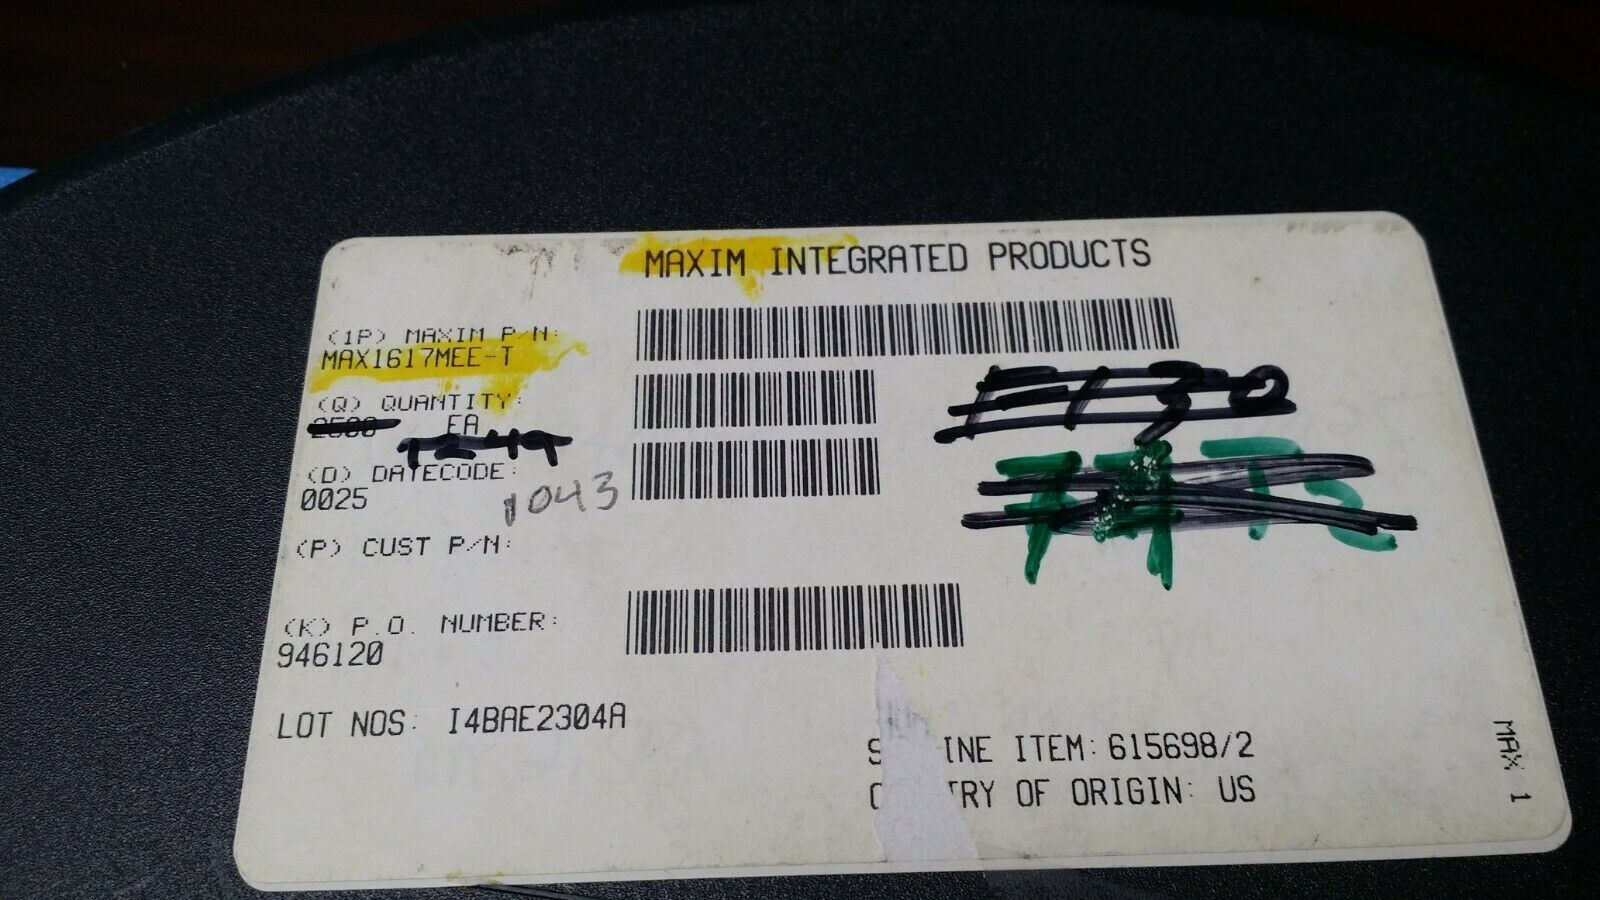 MAXIM INTEGRATED PRODUCTS
(1P) MAXIM P/N:
MAX1617MEE-T
(Q) QUANTITY:
2500 EA
1249
(D) DATECODE:
0025
1043
(P) CUST P/N:
(K) P.O. NUMBER:
946120
LOT NOS: I4BAE2304A
INE ITEM: 615698/2
TRY OF ORIGIN: US
MAX 1